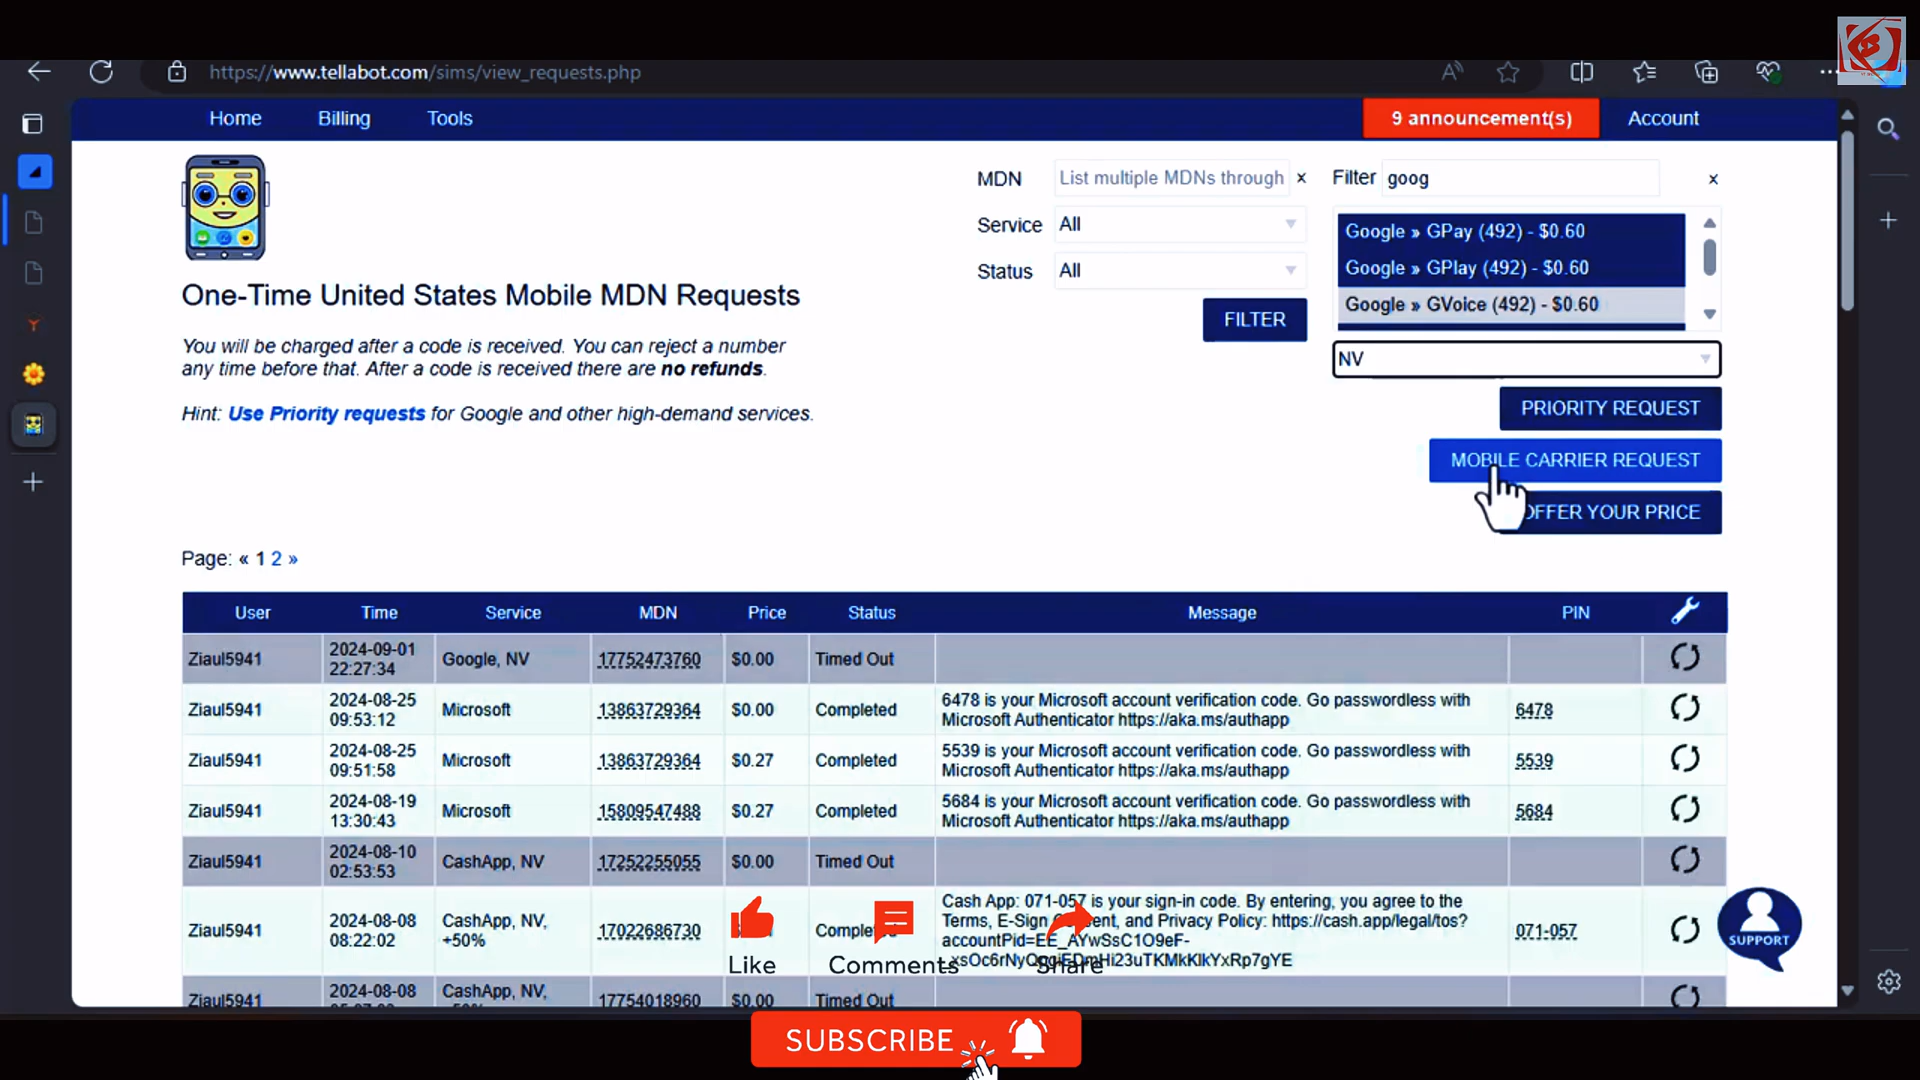 https://www.tellabot.com/sims/view_requests.php
Home Billing Tools 9 announcement(s) Account
MDN List multiple MDNs through x Filter goog x
Service All
Status All
FILTER
Google » GPay (492) - $0.60
Google » GPlay (492) - $0.60
Google » GVoice (492) - $0.60
NV
PRIORITY REQUEST
MOBILE CARRIER REQUEST
OFFER YOUR PRICE
One-Time United States Mobile MDN Requests
You will be charged after a code is received. You can reject a number
any time before that. After a code is received there are no refunds.
Hint: Use Priority requests for Google and other high-demand services.
Page: « 1 2 »
User Time Service MDN Price Status Message PIN
Ziaul5941 2024-09-01 22:27:34 Google, NV 17752473760 $0.00 Timed Out
Ziaul5941 2024-08-25 09:53:12 Microsoft 13863729364 $0.00 Completed 6478 is your Microsoft account verification code. Go passwordless with
Microsoft Authenticator https://aka.ms/authapp 6478
Ziaul5941 2024-08-25 09:51:58 Microsoft 13863729364 $0.27 Completed 5539 is your Microsoft account verification code. Go passwordless with
Microsoft Authenticator https://aka.ms/authapp 5539
Ziaul5941 2024-08-19 13:30:43 Microsoft 15809547488 $0.27 Completed 5684 is your Microsoft account verification code. Go passwordless with
Microsoft Authenticator https://aka.ms/authapp 5684
Ziaul5941 2024-08-10 02:53:53 CashApp, NV 17252255055 $0.00 Timed Out
Ziaul5941 2024-08-08 08:22:02 CashApp, NV, +50% 17022686730 Cash App: 071-057 is your sign-in code. By entering, you agree to the
Terms, E-Sign and Privacy Policy: https://cash.app/legal/tos?
accountPid=EE_AYwSsC1O9eF-
071-057
Ziaul5941 2024-08-08 CashApp, NV, 17754018960 $0.00 Timed Out
SUPPORT
Like Comments Share
SUBSCRIBE